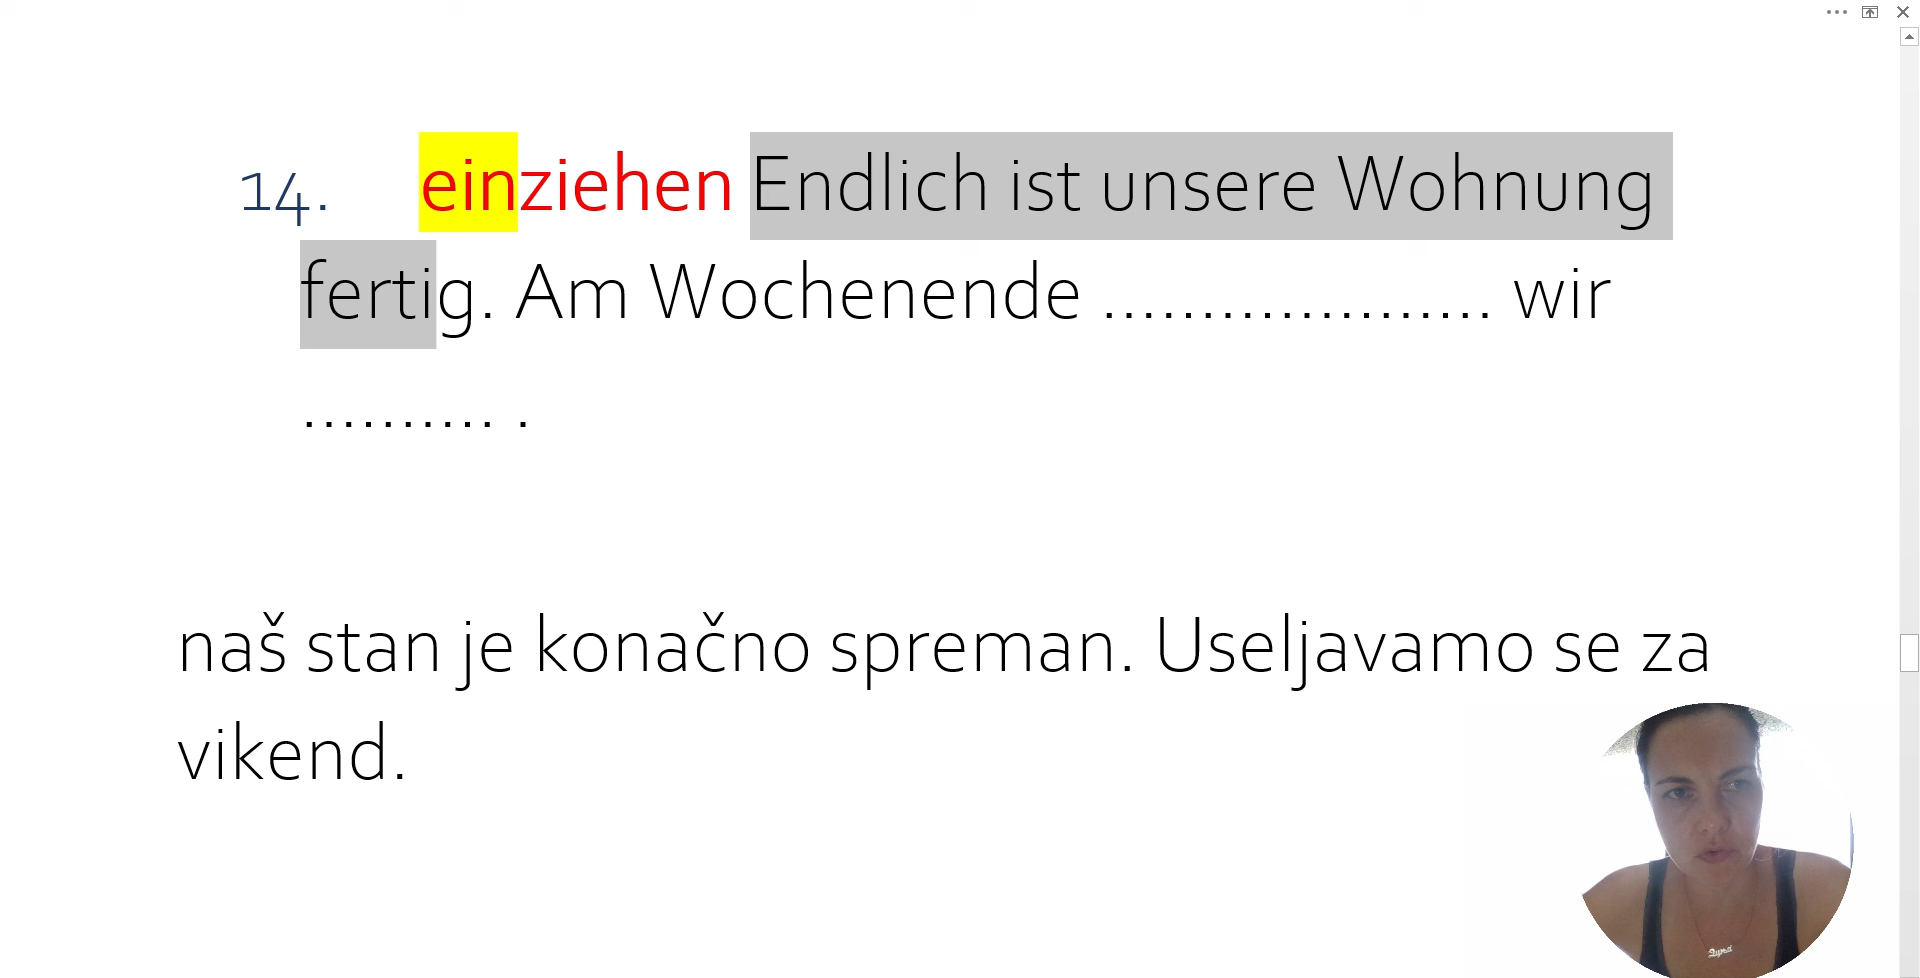 14. einziehen Endlich ist unsere Wohnung
fertig. Am Wochenende .................... wir
.......... .
naš stan je konačno spreman. Useljavamo se za
vikend.